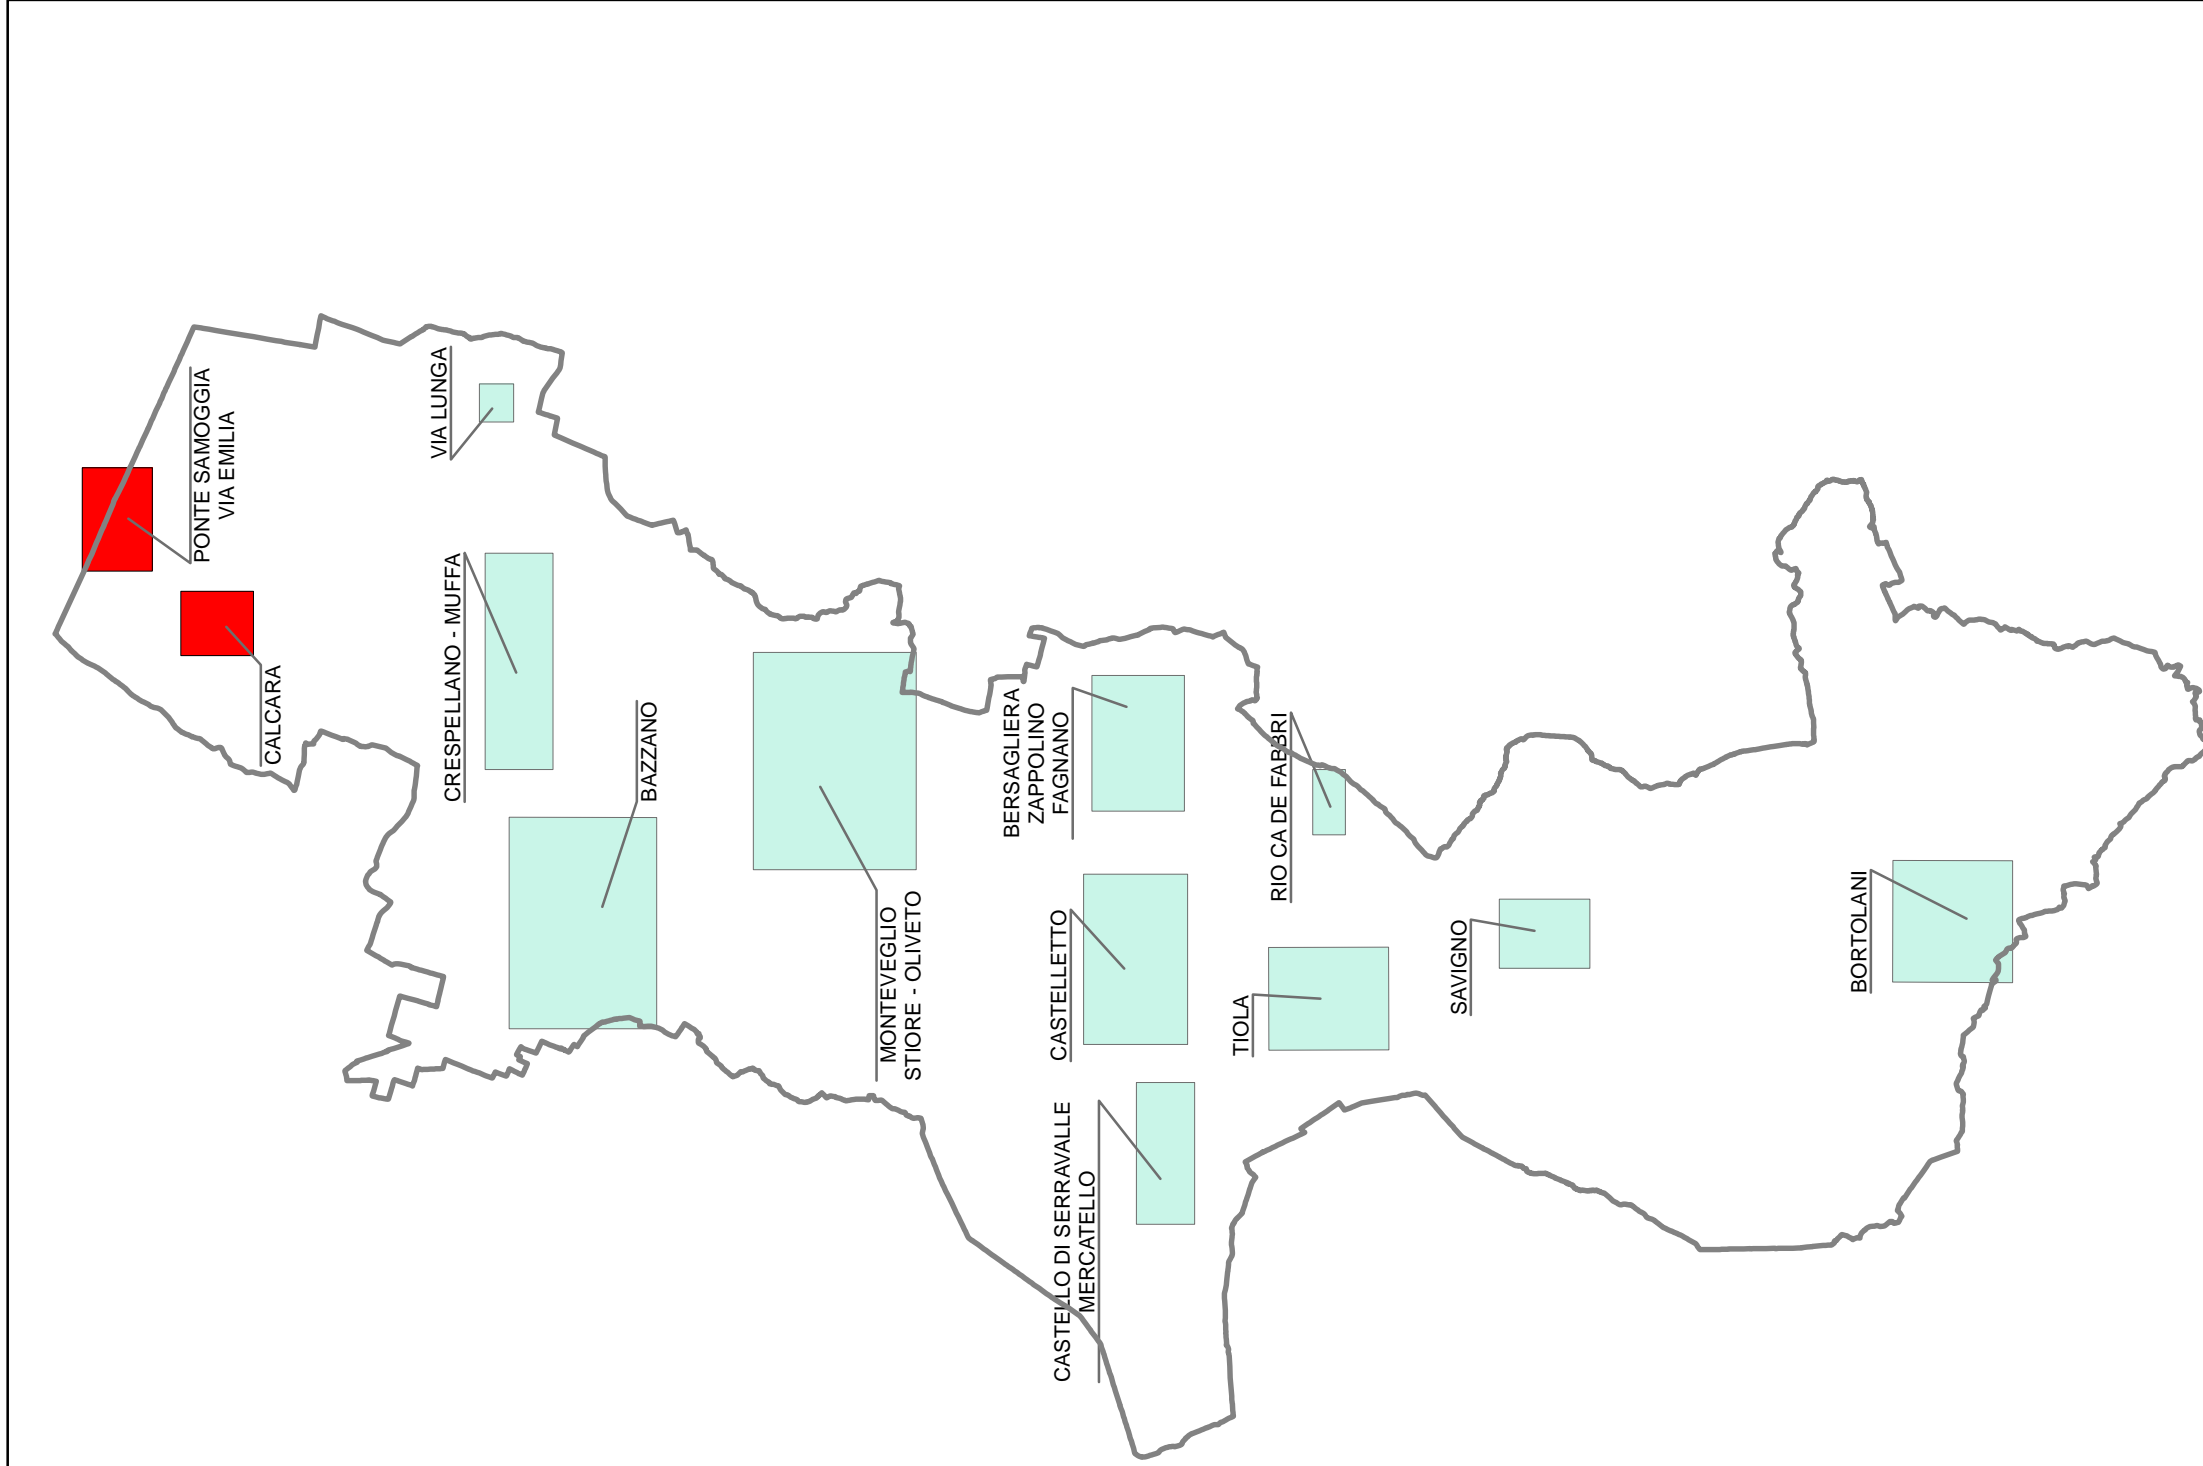 PONTE SAMOGGIA
VIA EMILIA
CALCARA
VIA LUNGA
CRESPELLANO - MUFFA
BAZZANO
MONTEVEGLIO
STIORE - OLIVETO
BERSAGLIERA
ZAPPOLINO
FAGNANO
CASTELLETTO
CASTELLO DI SERRAVALLE
MERCATELLO
RIO CA DE FABBRI
TIOLA
SAVIGNO
BORTOLANI